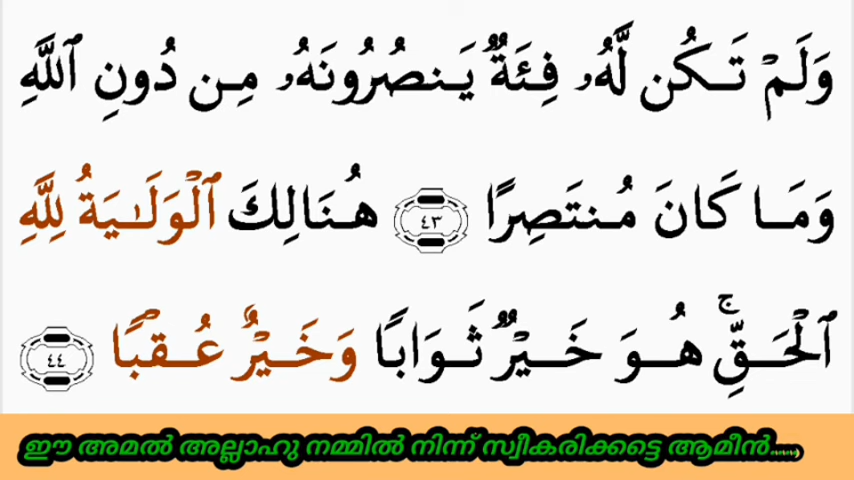 وَلَمْ تَكُن لَّهُۥ فِئَةٌ يَنصُرُونَهُۥ مِن دُونِ ٱللَّهِ
وَمَا كَانَ مُنتَصِرًا ٤٣ هُنَالِكَ ٱلْوَلَـٰيَةُ لِلَّهِ
ٱلْحَقِّ ۚ هُوَ خَيْرٌ ثَوَابًا وَخَيْرٌ عُقْبًا ٤٤
ഈ അമൽ അല്ലാഹു നമ്മിൽ നിന്ന് സ്വീകരിക്കട്ടെ ആമീൻ.....